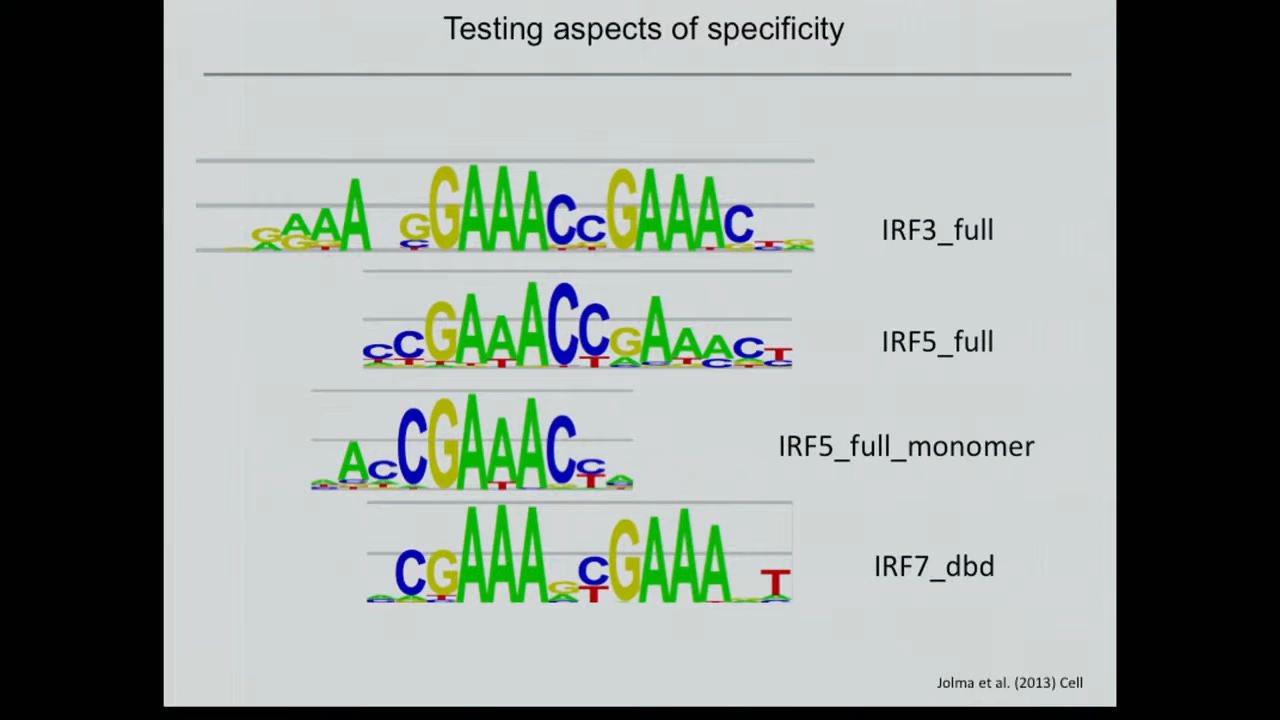 Testing aspects of specificity
IRF3_full
IRF5_full
IRF5_full_monomer
IRF7_dbd
Jolma et al. (2013) Cell